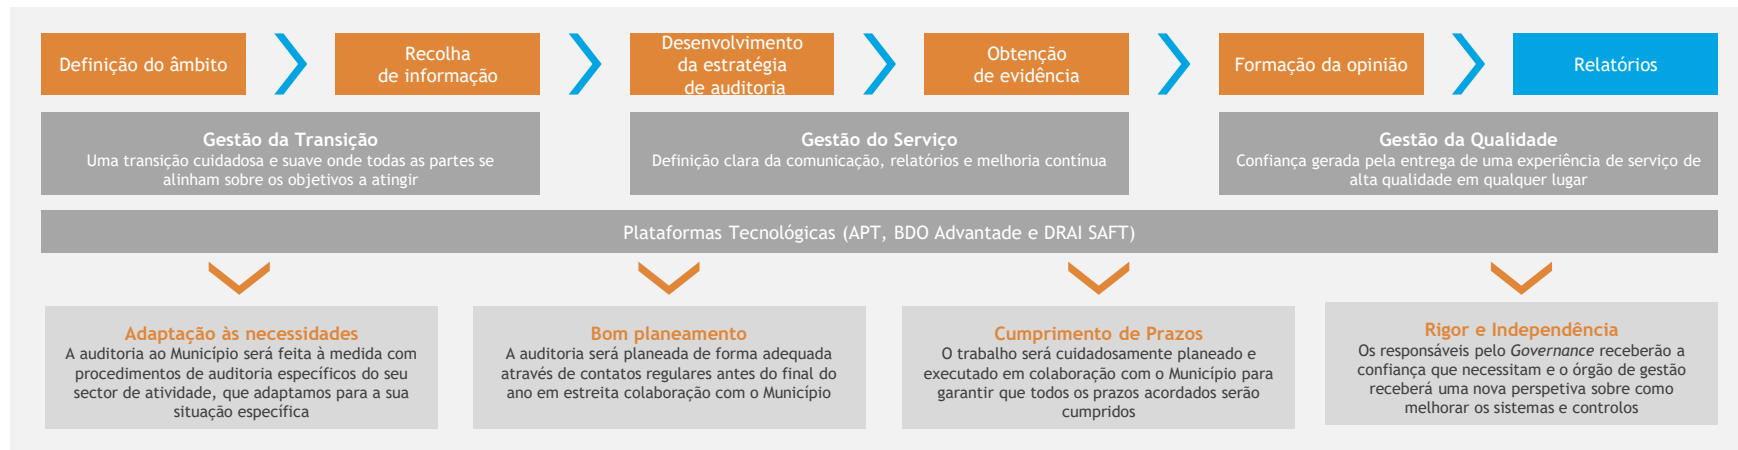 Definição do âmbito
Recolha
de informação
Desenvolvimento
da estratégia
de auditoria
Obtenção
de evidência
Formação da opinião
Relatórios
Gestão da Transição
Uma transição cuidadosa e suave onde todas as partes se
alinham sobre os objetivos a atingir
Gestão do Serviço
Definição clara da comunicação, relatórios e melhoria contínua
Gestão da Qualidade
Confiança gerada pela entrega de uma experiência de serviço de
alta qualidade em qualquer lugar
Plataformas Tecnológicas (APT, BDO Advantade e DRAI SAFT)
Adaptação às necessidades
A auditoria ao Município será feita à medida com
procedimentos de auditoria específicos do seu
sector de atividade, que adaptamos para a sua
situação específica
Bom planeamento
A auditoria será planeada de forma adequada
através de contatos regulares antes do final do
ano em estreita colaboração com o Município
Cumprimento de Prazos
O trabalho será cuidadosamente planeado e
executado em colaboração com o Município para
garantir que todos os prazos acordados serão
cumpridos
Rigor e Independência
Os responsáveis pelo Governance receberão a
confiança que necessitam e o órgão de gestão
receberá uma nova perspetiva sobre como
melhorar os sistemas e controlos